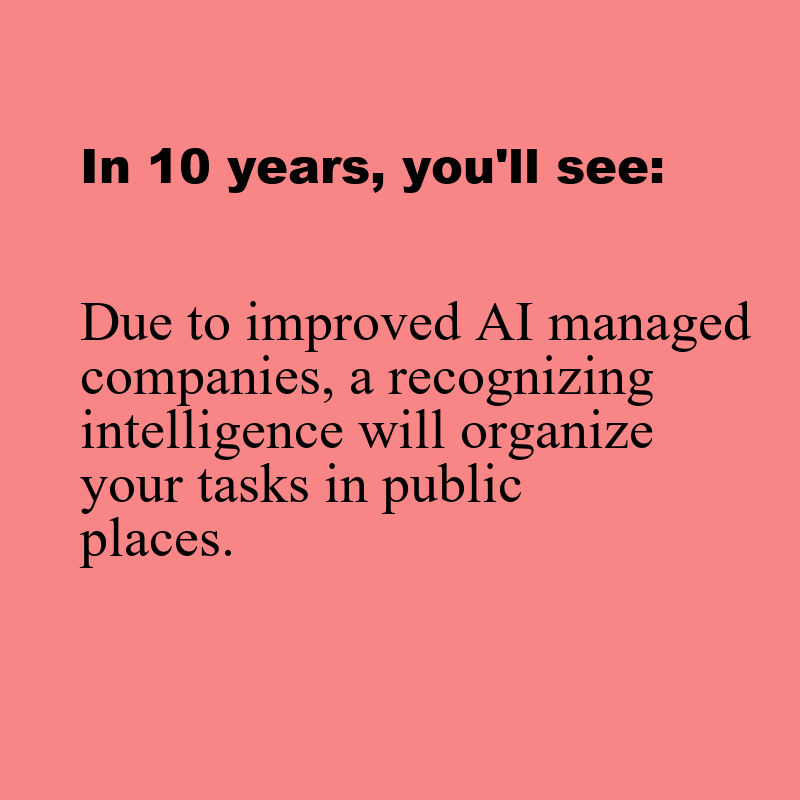 In 10 years, you'll see:
Due to improved AI managed
companies, a recognizing
intelligence will organize
your tasks in public
places.